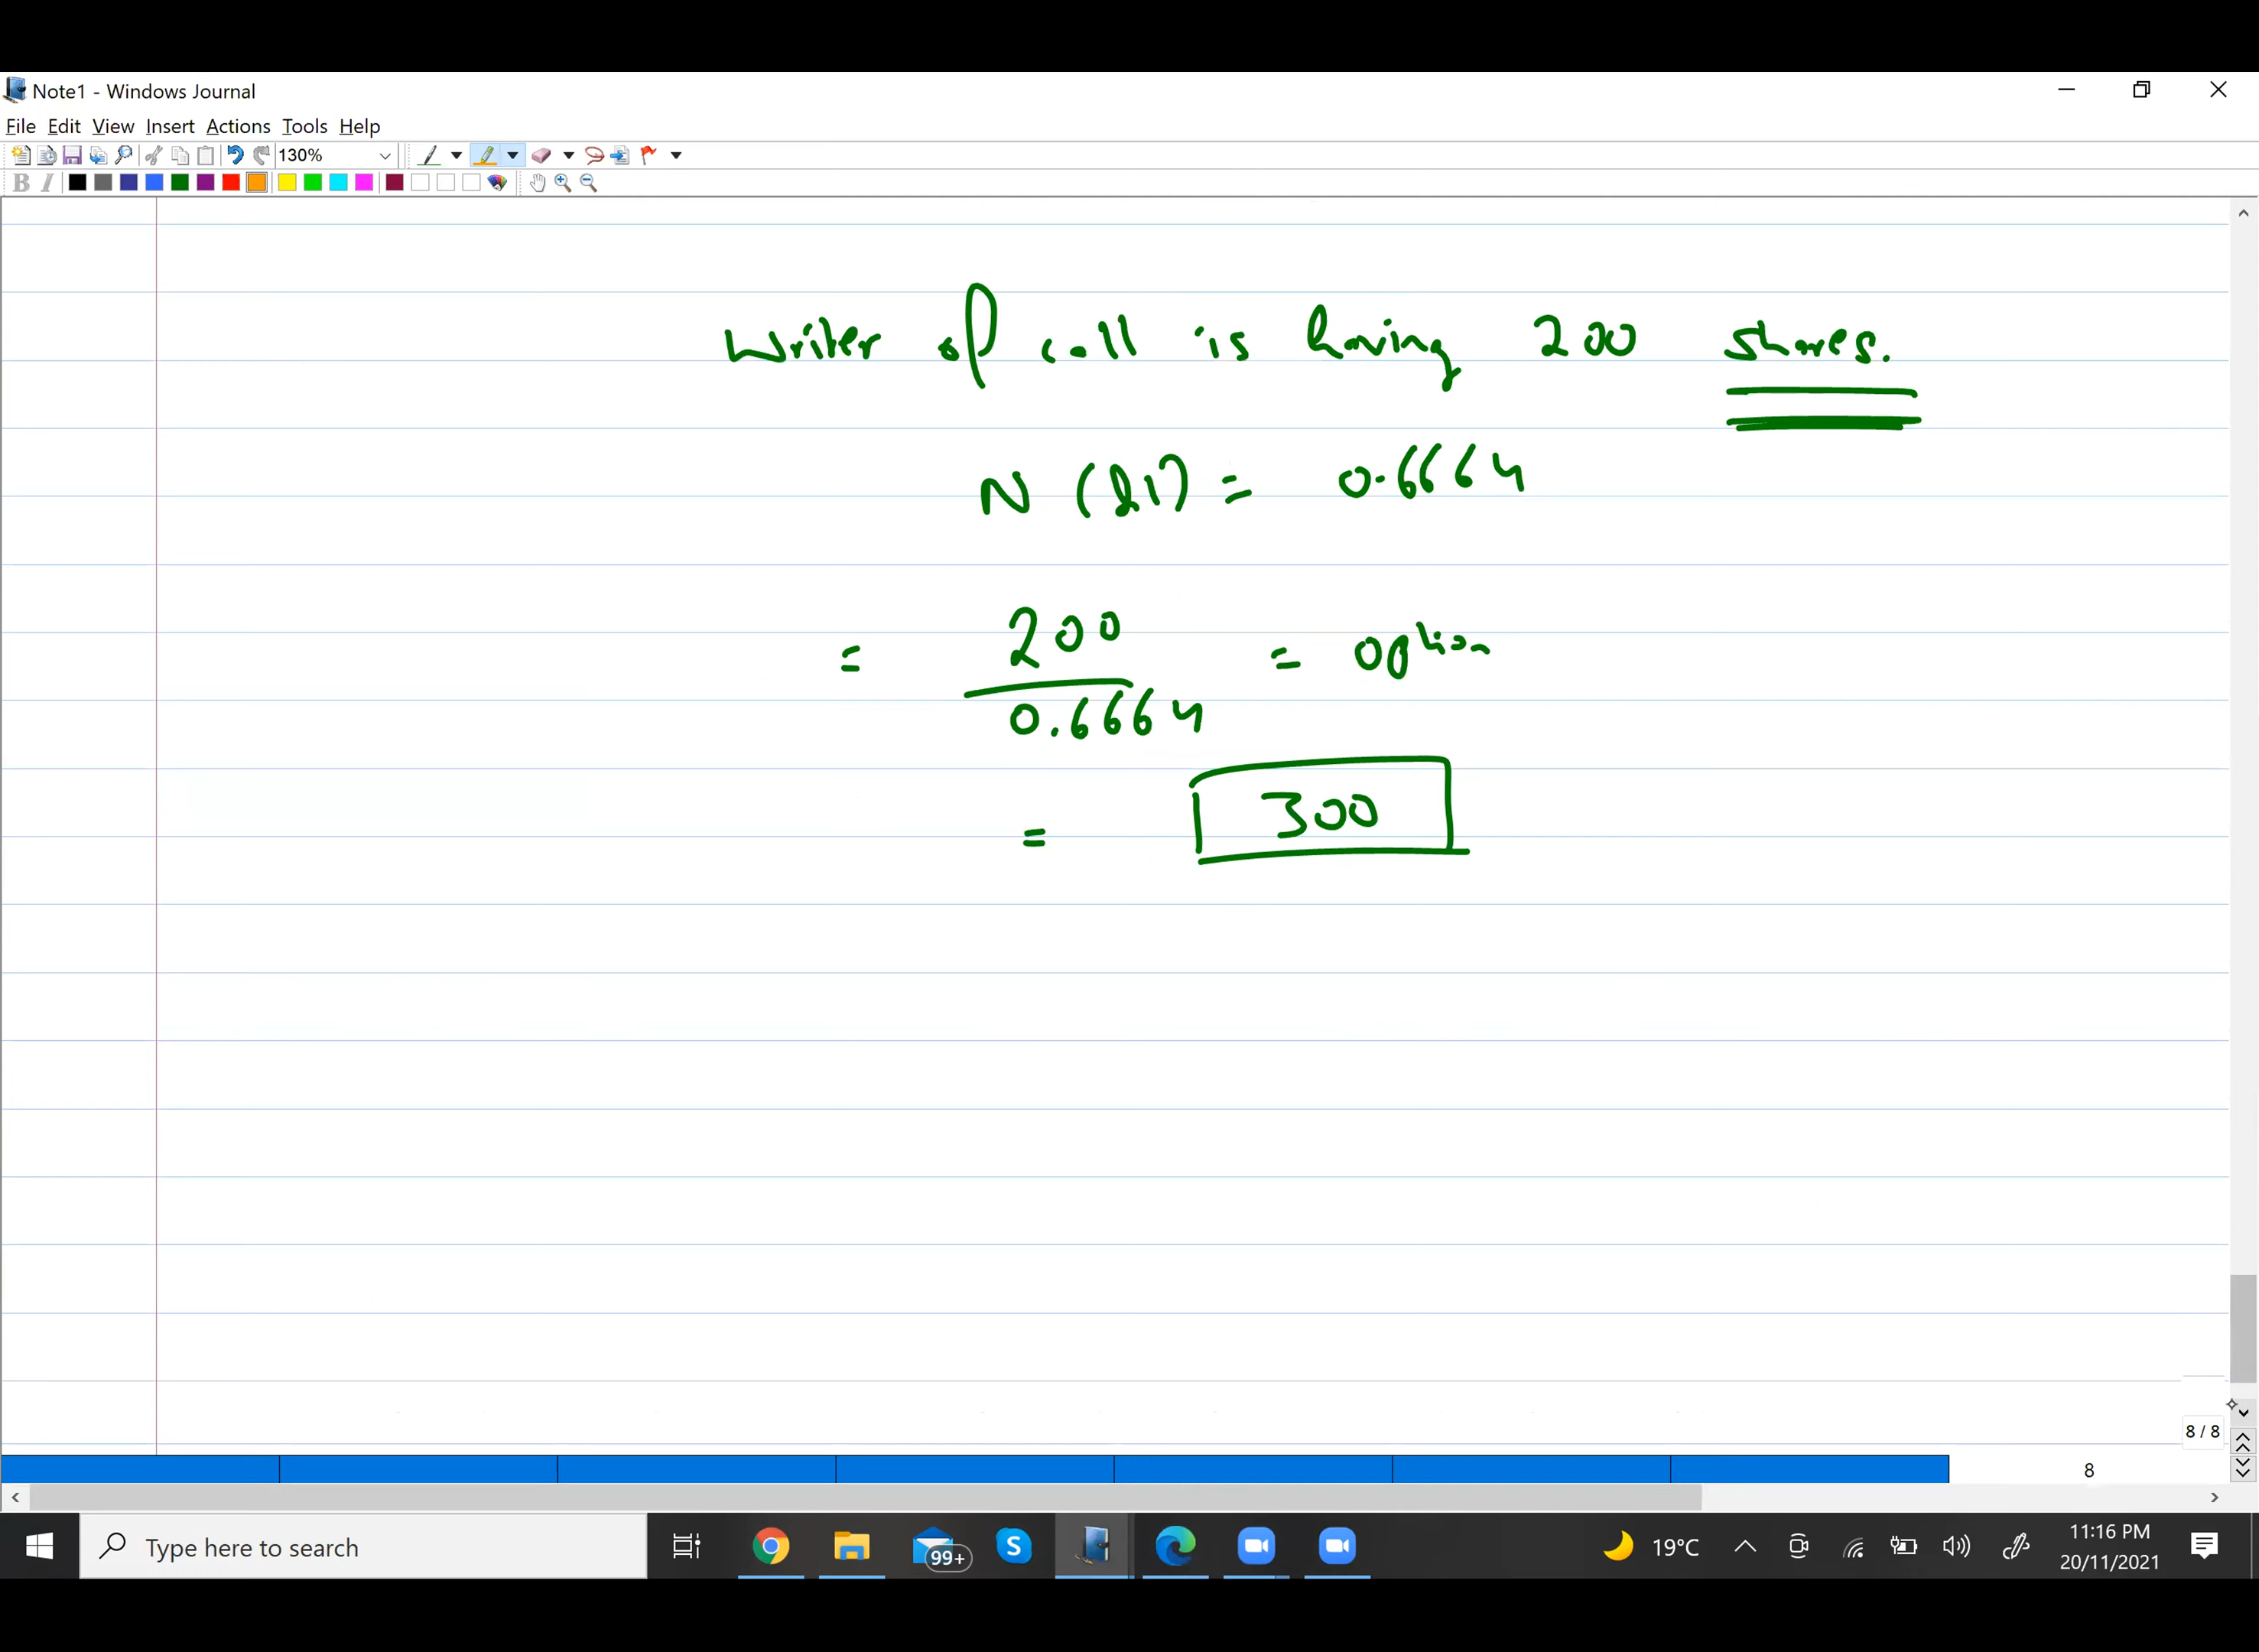 Note1 - Windows Journal
File Edit View Insert Actions Tools Help
130%
B I
Writer of call is having 200 shares.
N (d1) = 0.6664
= 200 = option
0.6664
= 300
8 / 8
8
Type here to search
99+
S
19°C
11:16 PM
20/11/2021